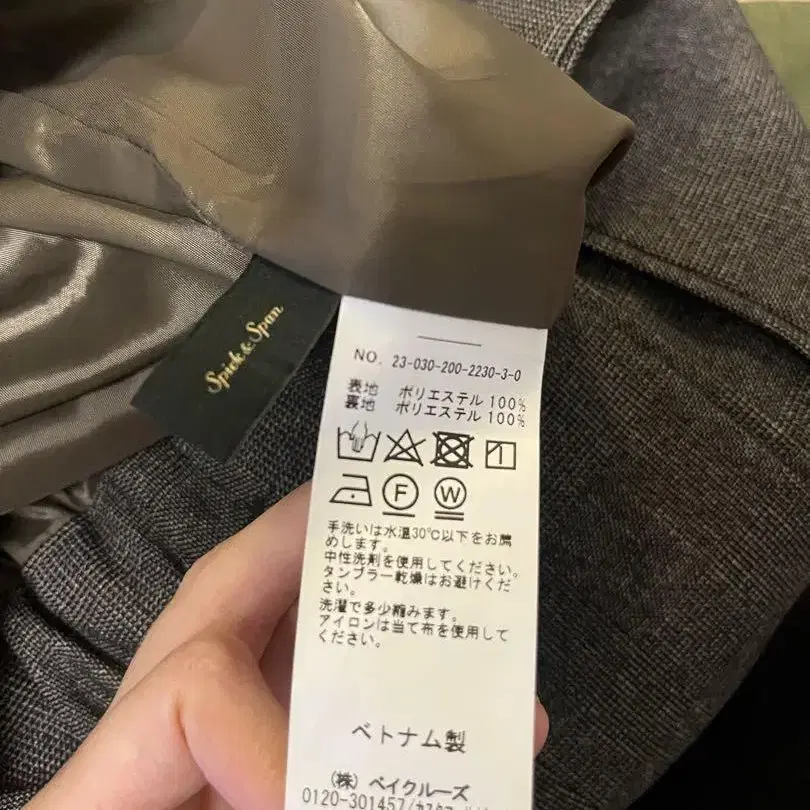 Spick & Span
NO. 23-030-200-2230-3-0
表地 ポリエステル 100%
裏地 ポリエステル 100%
1
F W
手洗いは水温30℃以下をお薦
めします。
中性洗剤を使用してください。
タンブラー乾燥はお避けくだ
さい。
洗濯で多少縮みます。
アイロンは当て布を使用して
ください。
ベトナム製
(株) ベイクルーズ
0120-301457/カスタマー